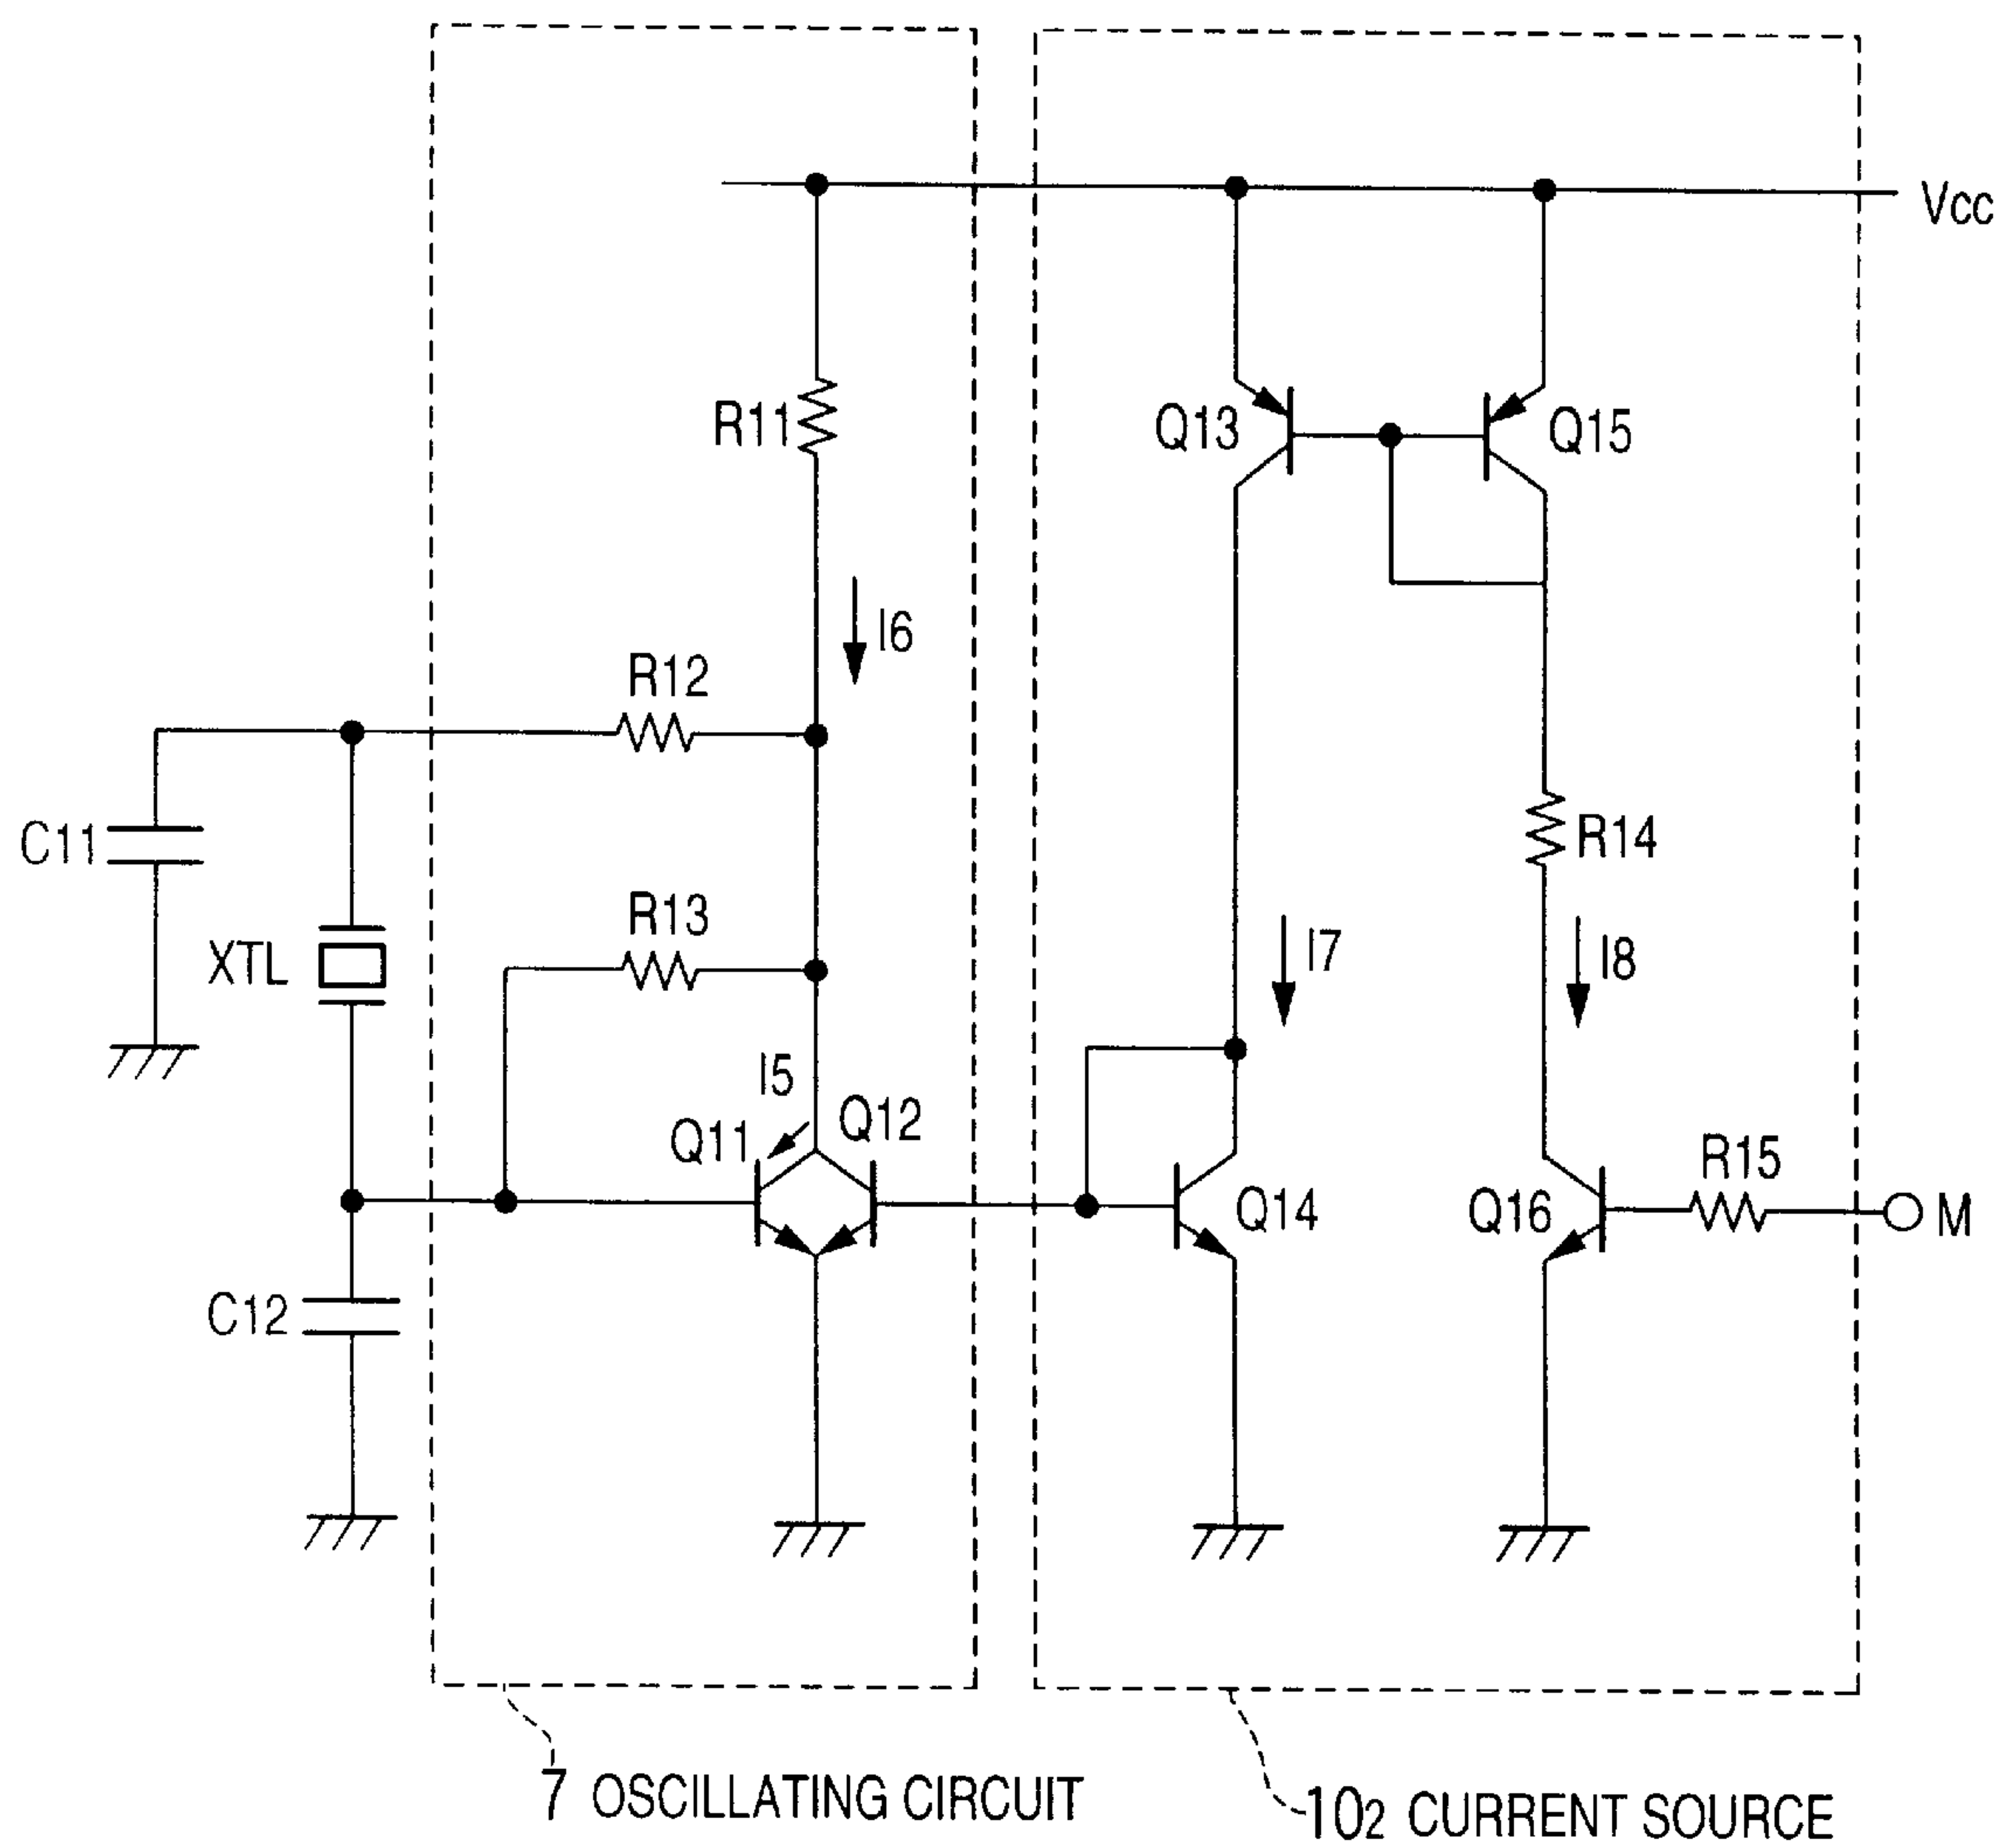 Vcc
R11
Q13
Q15
I6
R12
C11
R14
R13
XTL
I7
I8
I5
Q11
Q12
R15
Q14
Q16
M
C12
7 OSCILLATING CIRCUIT
102 CURRENT SOURCE